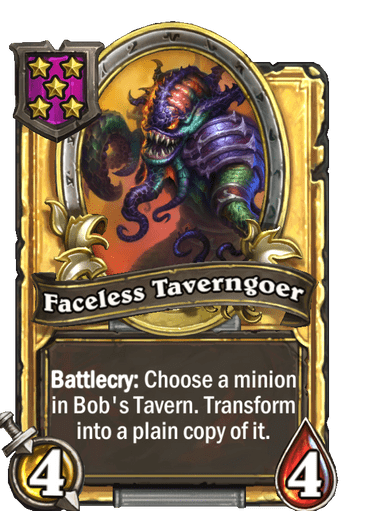 Faceless Taverngoer
Battlecry: Choose a minion
in Bob's Tavern. Transform
into a plain copy of it.
4 4